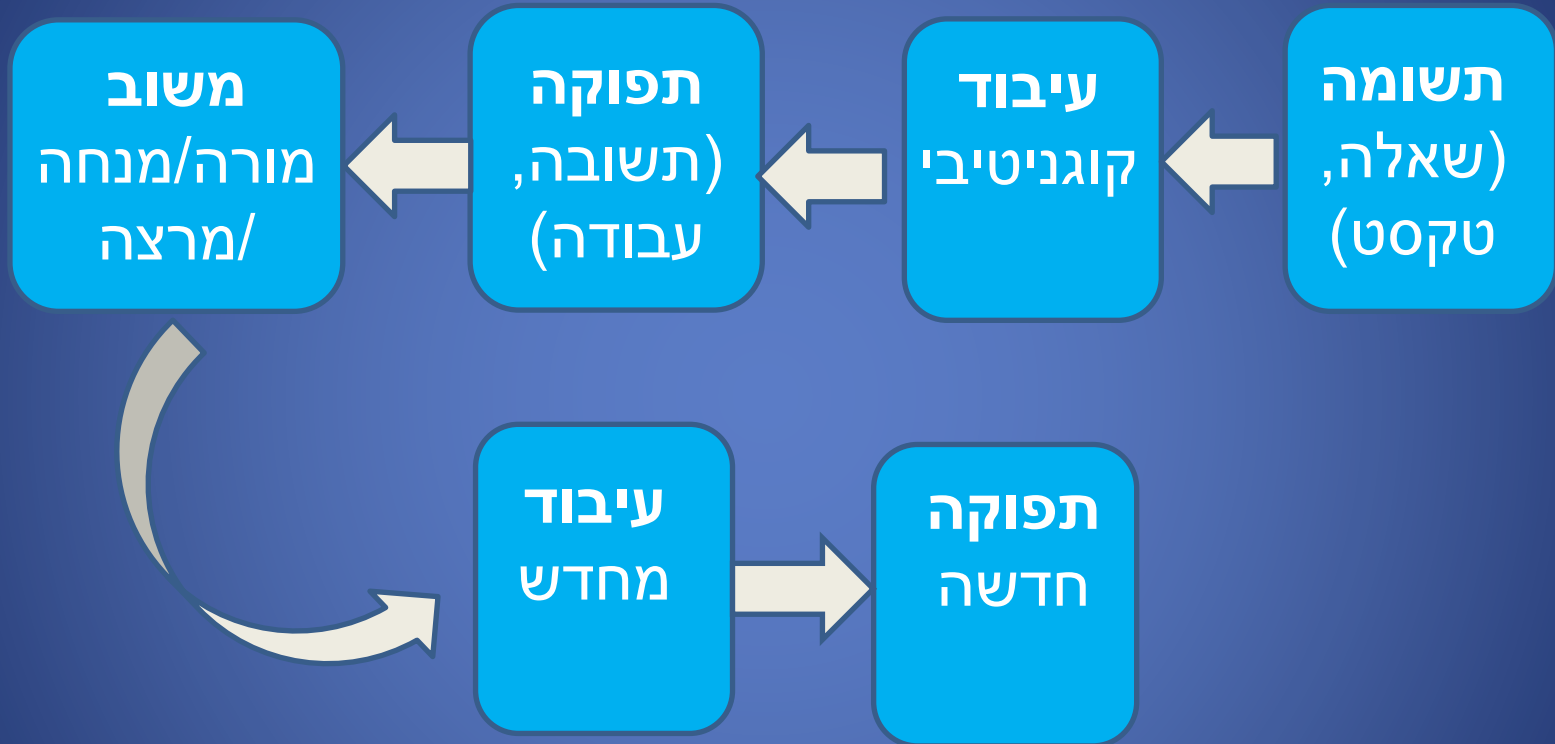 תשומה
(שאלה,
טקסט)
עיבוד
קוגניטיבי
תפוקה
(תשובה,
עבודה)
משוב
מורה/מנחה
/מרצה
עיבוד
מחדש
תפוקה
חדשה